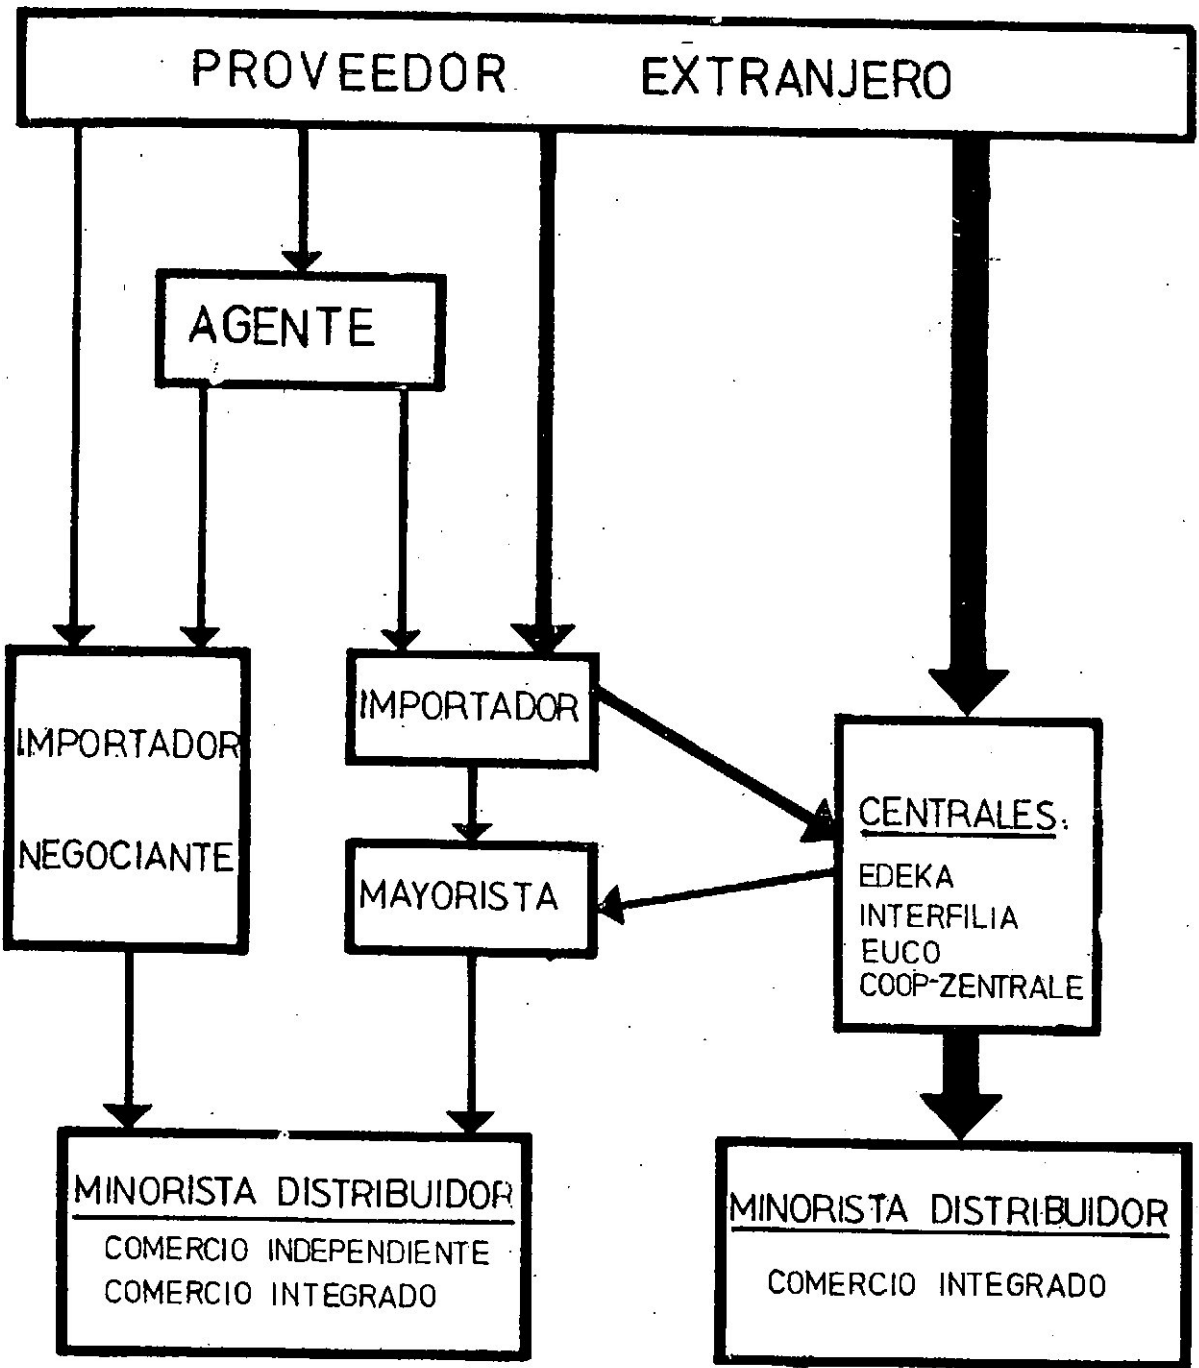 PROVEEDOR EXTRANJERO
AGENTE
IMPORTADOR
NEGOCIANTE
IMPORTADOR
MAYORISTA
CENTRALES:
EDEKA
INTERFILIA
EUCO
COOP-ZENTRALE
MINORISTA DISTRIBUIDOR
COMERCIO INDEPENDIENTE
COMERCIO INTEGRADO
MINORISTA DISTRIBUIDOR
COMERCIO INTEGRADO